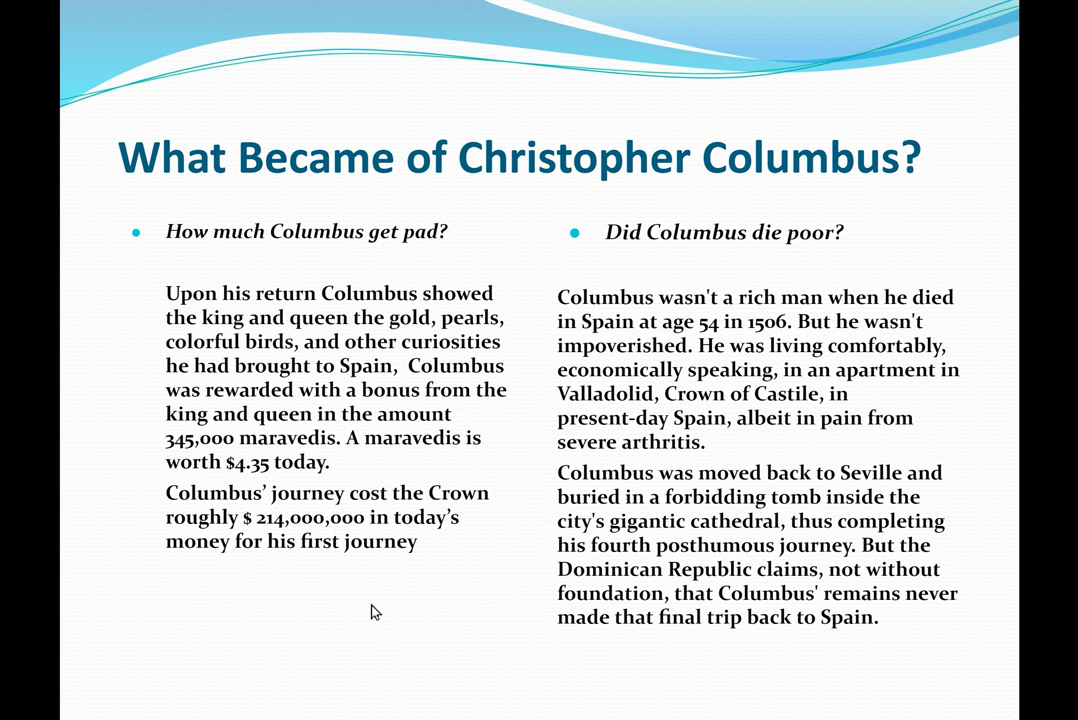 What Became of Christopher Columbus?
How much Columbus get pad?
Upon his return Columbus showed
the king and queen the gold, pearls,
colorful birds, and other curiosities
he had brought to Spain,  Columbus
was rewarded with a bonus from the
king and queen in the amount
345,000 maravedis. A maravedis is
worth $4.35 today.
Columbus’ journey cost the Crown
roughly $ 214,000,000 in today’s
money for his first journey
Did Columbus die poor?
Columbus wasn't a rich man when he died
in Spain at age 54 in 1506. But he wasn't
impoverished. He was living comfortably,
economically speaking, in an apartment in
Valladolid, Crown of Castile, in
present-day Spain, albeit in pain from
severe arthritis.
Columbus was moved back to Seville and
buried in a forbidding tomb inside the
city's gigantic cathedral, thus completing
his fourth posthumous journey. But the
Dominican Republic claims, not without
foundation, that Columbus' remains never
made that final trip back to Spain.